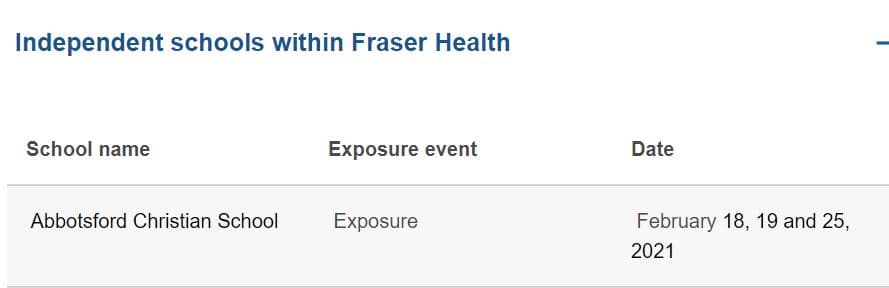 Independent schools within Fraser Health
School name Exposure event Date
Abbotsford Christian School Exposure February 18, 19 and 25,
2021